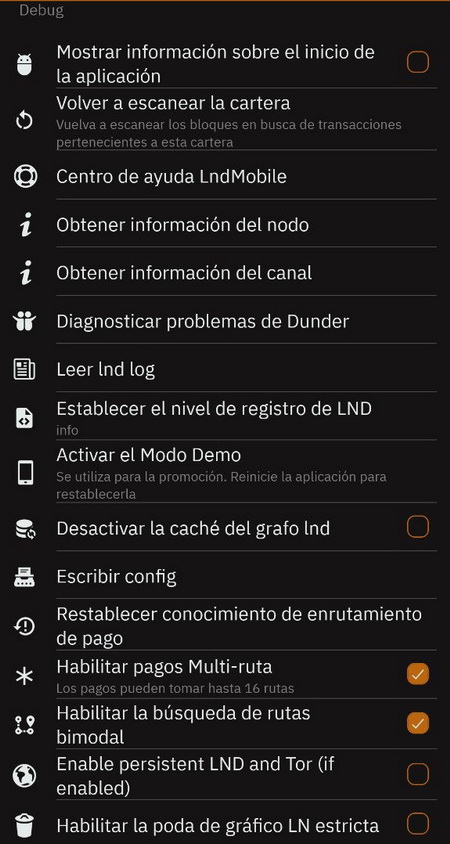 Debug
Mostrar información sobre el inicio de
la aplicación
Volver a escanear la cartera
Vuelva a escanear los bloques en busca de transacciones
pertenecientes a esta cartera
Centro de ayuda LndMobile
Obtener información del nodo
Obtener información del canal
Diagnosticar problemas de Dunder
Leer lnd log
Establecer el nivel de registro de LND
info
Activar el Modo Demo
Se utiliza para la promoción. Reinicie la aplicación para
restablecerla
Desactivar la caché del grafo lnd
Escribir config
Restablecer conocimiento de enrutamiento
de pago
Habilitar pagos Multi-ruta
Los pagos pueden tomar hasta 16 rutas
Habilitar la búsqueda de rutas
bimodal
Enable persistent LND and Tor (if
enabled)
Habilitar la poda de gráfico LN estricta